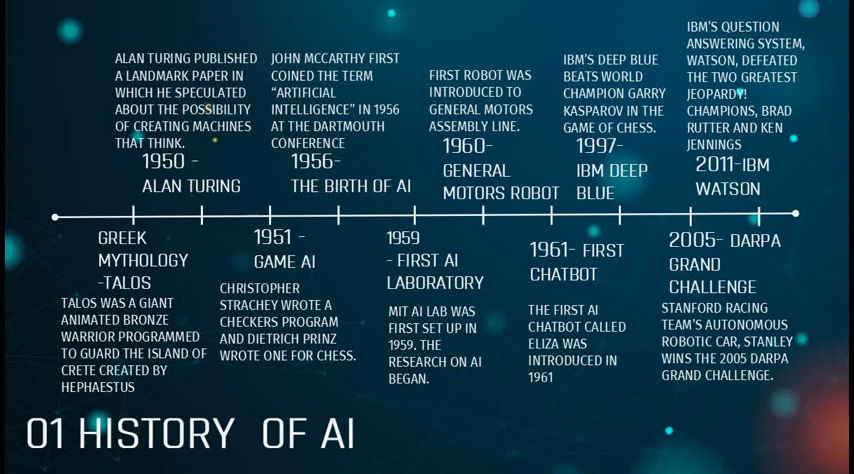 ALAN TURING PUBLISHED
A LANDMARK PAPER IN
WHICH HE SPECULATED
ABOUT THE POSSIBILITY
OF CREATING MACHINES
THAT THINK.
1950 -
ALAN TURING
JOHN MCCARTHY FIRST
COINED THE TERM
“ARTIFICIAL
INTELLIGENCE” IN 1956
AT THE DARTMOUTH
CONFERENCE
1956-
THE BIRTH OF AI
FIRST ROBOT WAS
INTRODUCED TO
GENERAL MOTORS
ASSEMBLY LINE.
1960-
GENERAL
MOTORS ROBOT
IBM’S DEEP BLUE
BEATS WORLD
CHAMPION GARRY
KASPAROV IN THE
GAME OF CHESS.
1997-
IBM DEEP
BLUE
IBM’S QUESTION
ANSWERING SYSTEM,
WATSON, DEFEATED
THE TWO GREATEST
JEOPARDY!
CHAMPIONS, BRAD
RUTTER AND KEN
JENNINGS
2011-IBM
WATSON
GREEK
MYTHOLOGY
-TALOS
TALOS WAS A GIANT
ANIMATED BRONZE
WARRIOR PROGRAMMED
TO GUARD THE ISLAND OF
CRETE CREATED BY
HEPHAESTUS
1951 -
GAME AI
CHRISTOPHER
STRACHEY WROTE A
CHECKERS PROGRAM
AND DIETRICH PRINZ
WROTE ONE FOR CHESS.
1959
- FIRST AI
LABORATORY
MIT AI LAB WAS
FIRST SET UP IN
1959. THE
RESEARCH ON AI
BEGAN.
1961- FIRST
CHATBOT
THE FIRST AI
CHATBOT CALLED
ELIZA WAS
INTRODUCED IN
1961
2005- DARPA
GRAND
CHALLENGE
STANFORD RACING
TEAM’S AUTONOMOUS
ROBOTIC CAR, STANLEY
WINS THE 2005 DARPA
GRAND CHALLENGE.
01 HISTORY OF AI